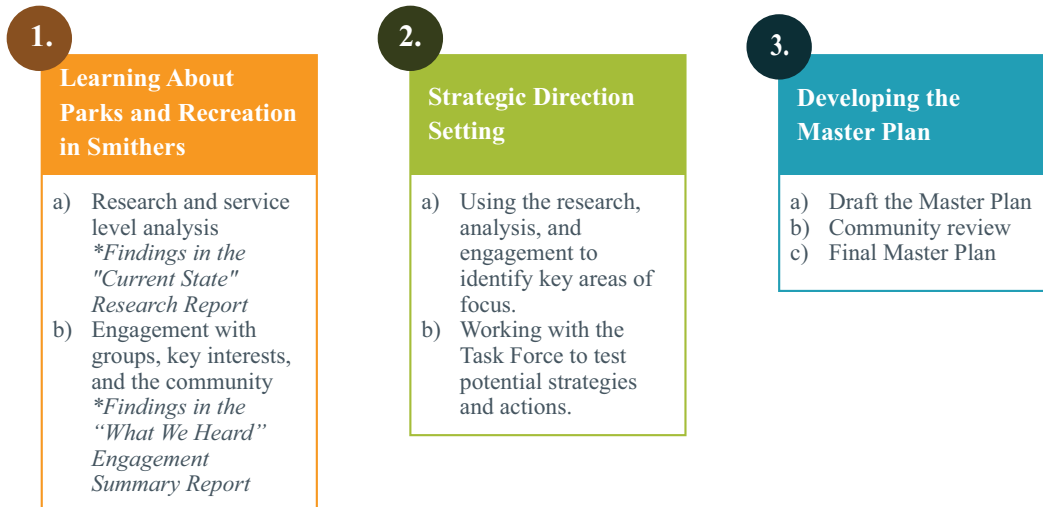 1.
Learning About
Parks and Recreation
in Smithers
a) Research and service
level analysis
*Findings in the
"Current State"
Research Report
b) Engagement with
groups, key interests,
and the community
*Findings in the
“What We Heard”
Engagement
Summary Report
2.
Strategic Direction
Setting
a) Using the research,
analysis, and
engagement to
identify key areas of
focus.
b) Working with the
Task Force to test
potential strategies
and actions.
3.
Developing the
Master Plan
a) Draft the Master Plan
b) Community review
c) Final Master Plan